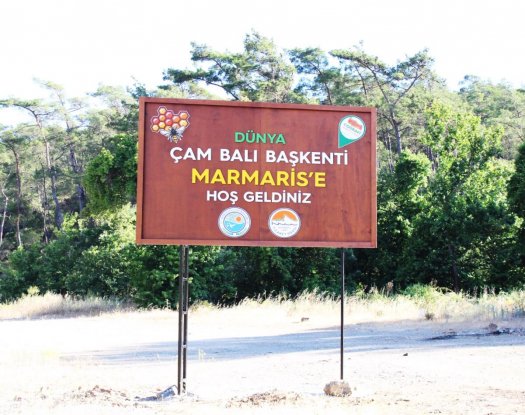 DÜNYA
ÇAM BALI BAŞKENTİ
MARMARİS'E
HOŞ GELDİNİZ